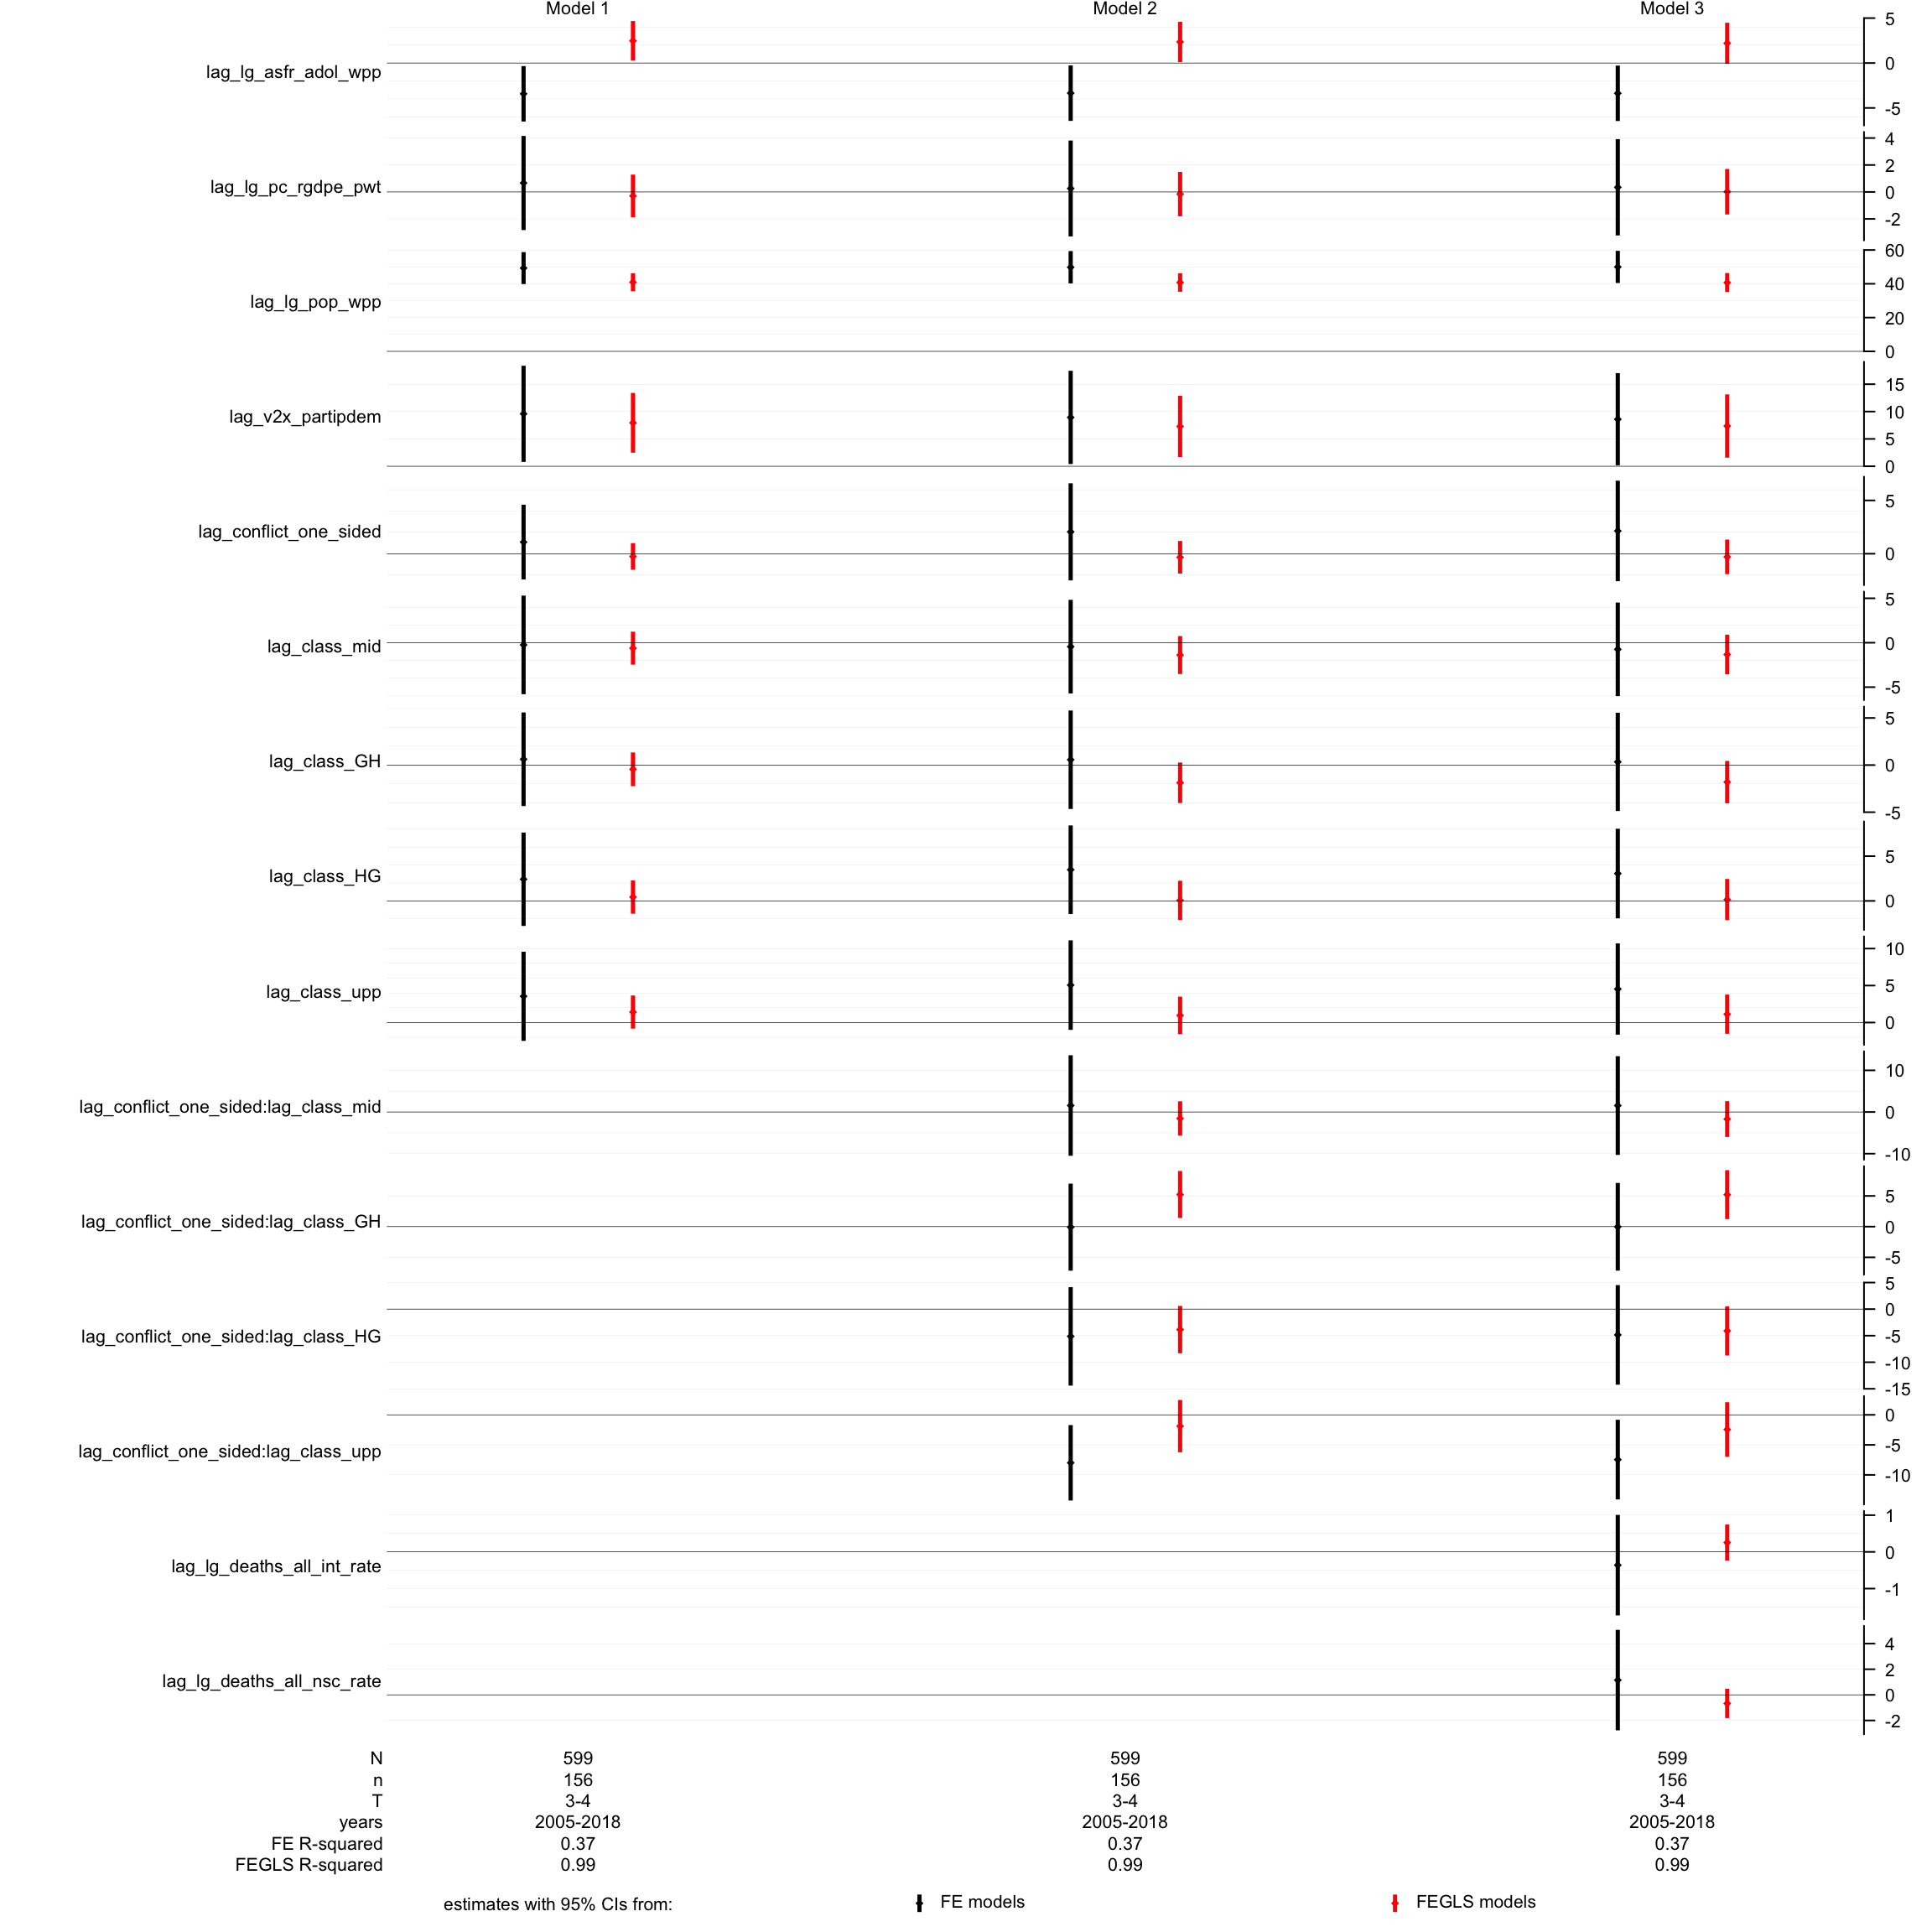 Model 1 Model 2 Model 3
lag_lg_asfr_adol_wpp
5
0
-5
lag_lg_pc_rgdpe_pwt
4
2
0
-2
lag_lg_pop_wpp
60
40
20
0
lag_v2x_partipdem
15
10
5
0
lag_conflict_one_sided
5
0
lag_class_mid
5
0
-5
lag_class_GH
5
0
-5
lag_class_HG
5
0
lag_class_upp
10
5
0
lag_conflict_one_sided:lag_class_mid
10
0
-10
lag_conflict_one_sided:lag_class_GH
5
0
-5
lag_conflict_one_sided:lag_class_HG
5
0
-5
-10
-15
lag_conflict_one_sided:lag_class_upp
0
-5
-10
lag_lg_deaths_all_int_rate
1
0
-1
lag_lg_deaths_all_nsc_rate
4
2
0
-2
N 599 599 599
n 156 156 156
T 3-4 3-4 3-4
years 2005-2018 2005-2018 2005-2018
FE R-squared 0.37 0.37 0.37
FEGLS R-squared 0.99 0.99 0.99
estimates with 95% CIs from: FE models FEGLS models